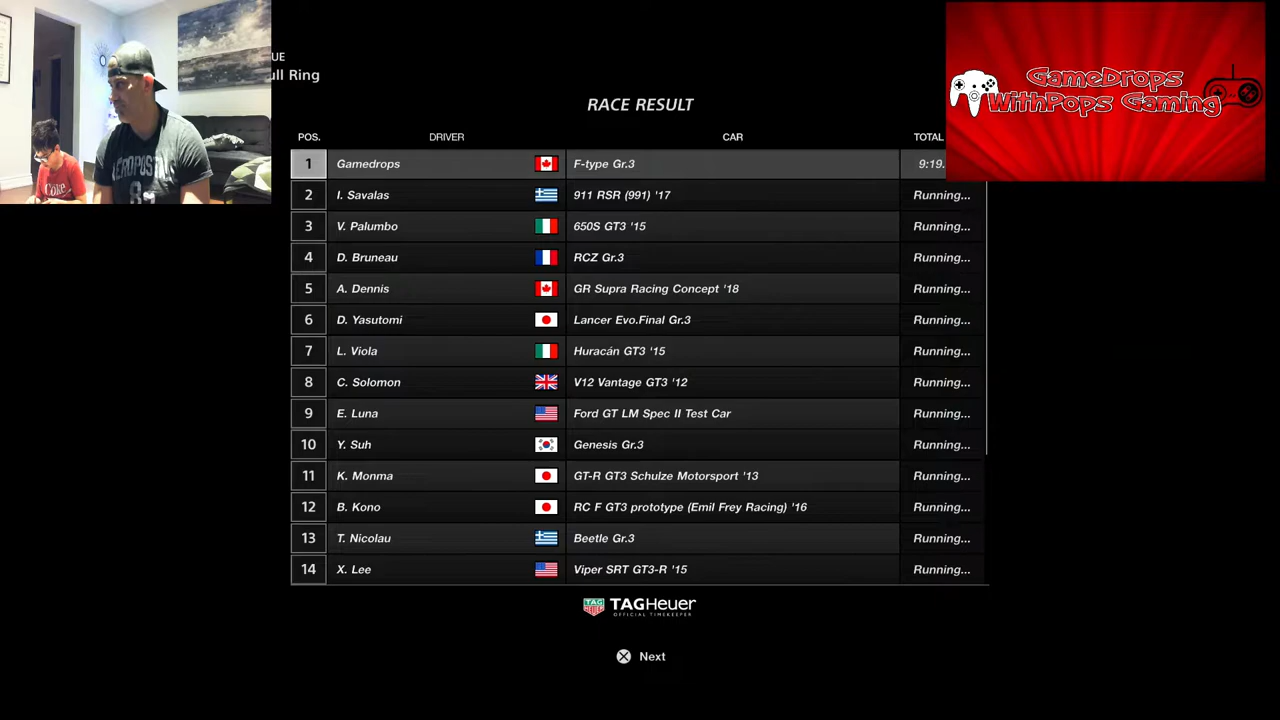 UE
ull Ring
GameDrops
WithPops Gaming
RACE RESULT
POS. DRIVER CAR TOTAL
1 Gamedrops F-type Gr.3 9:19.
2 I. Savalas 911 RSR (991) '17 Running...
3 V. Palumbo 650S GT3 '15 Running...
4 D. Bruneau RCZ Gr.3 Running...
5 A. Dennis GR Supra Racing Concept '18 Running...
6 D. Yasutomi Lancer Evo.Final Gr.3 Running...
7 L. Viola Huracán GT3 '15 Running...
8 C. Solomon V12 Vantage GT3 '12 Running...
9 E. Luna Ford GT LM Spec II Test Car Running...
10 Y. Suh Genesis Gr.3 Running...
11 K. Monma GT-R GT3 Schulze Motorsport '13 Running...
12 B. Kono RC F GT3 prototype (Emil Frey Racing) '16 Running...
13 T. Nicolau Beetle Gr.3 Running...
14 X. Lee Viper SRT GT3-R '15 Running...
TAG HEUER TAGHeuer
OFFICIAL TIMEKEEPER
Next
Coke
AEROPOSTALE